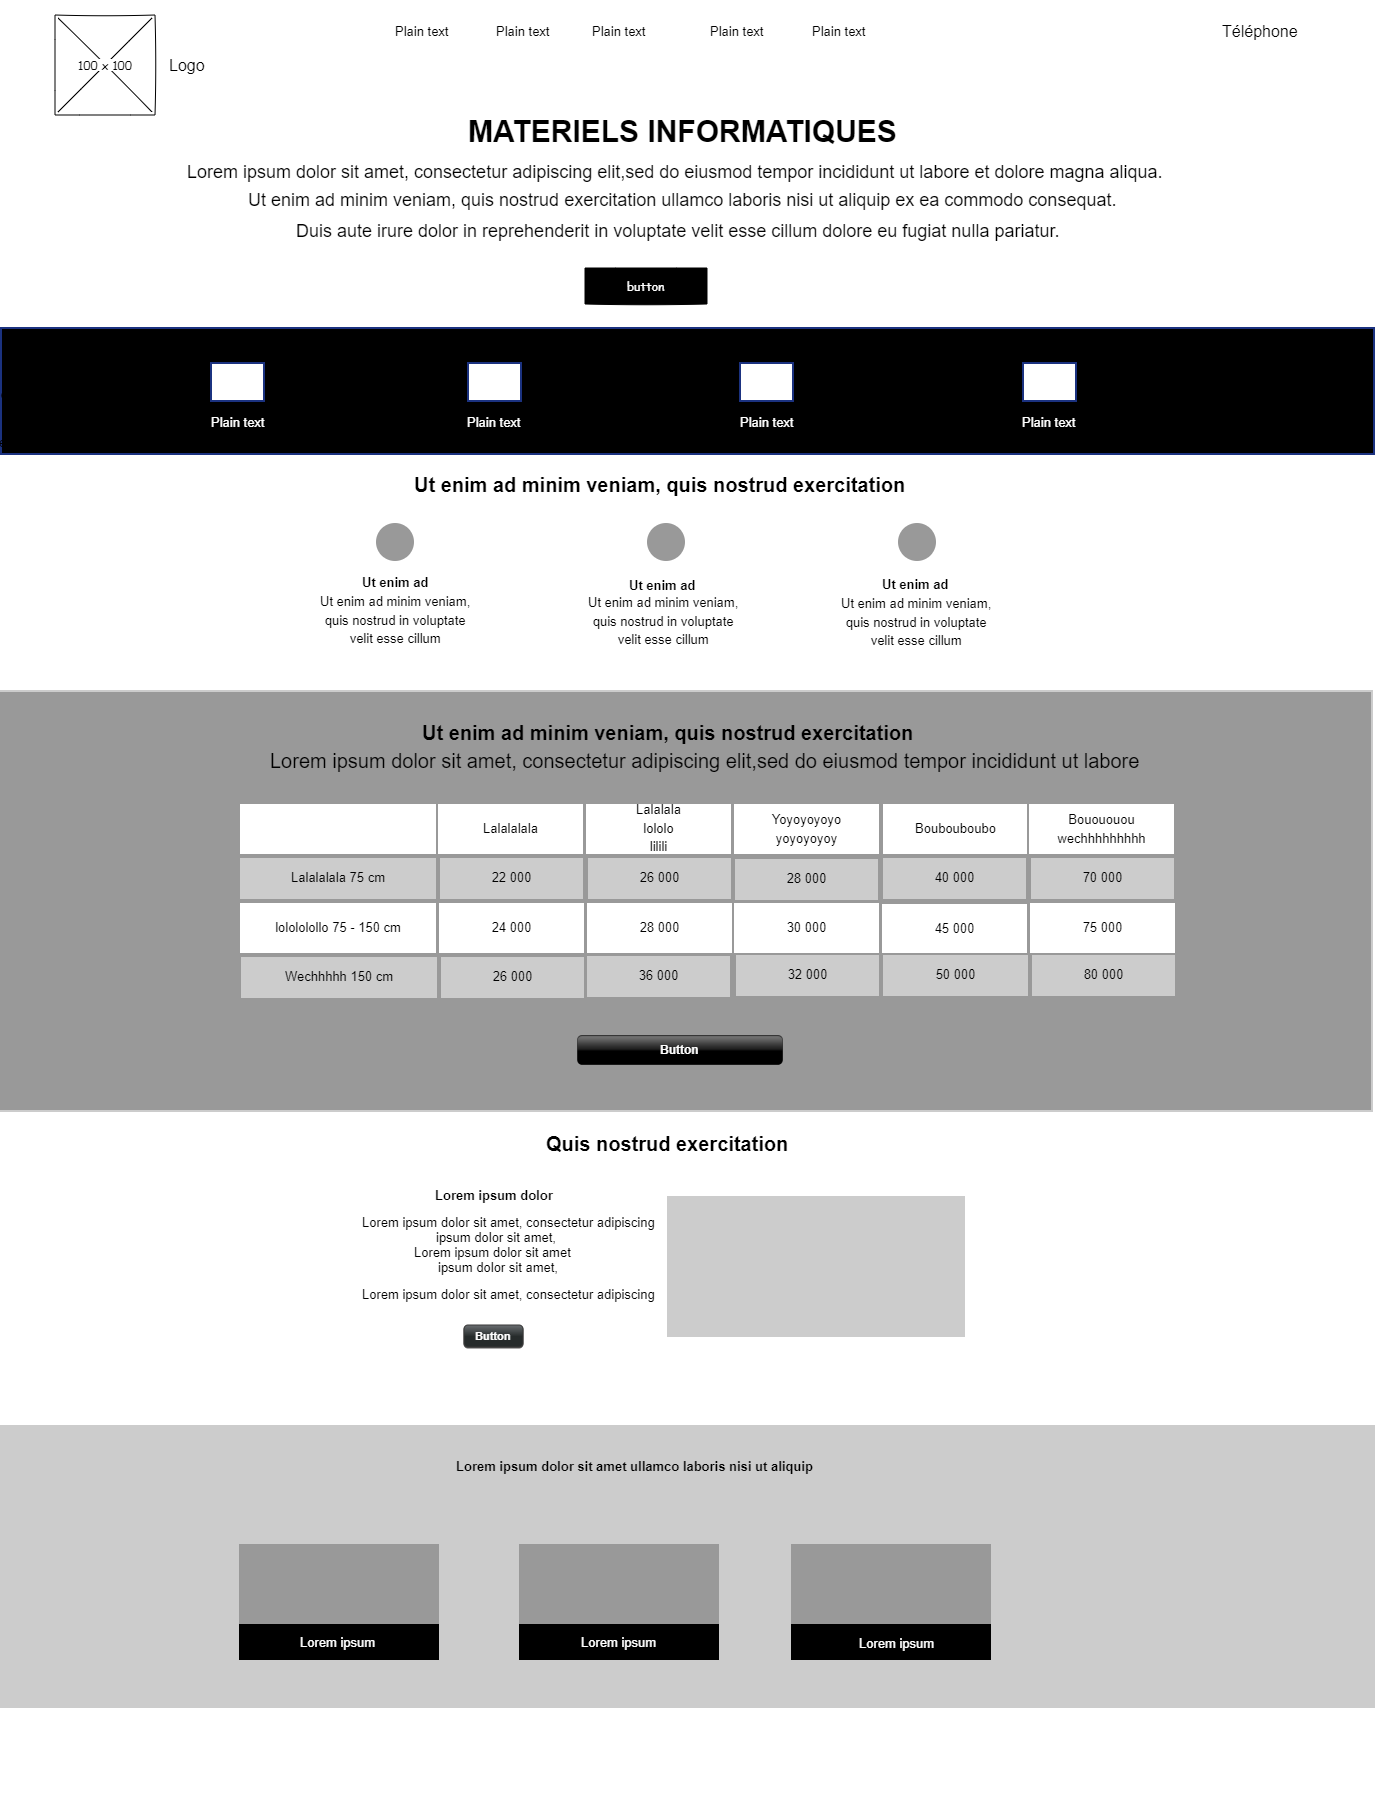 Plain text Plain text Plain text Plain text Plain text Téléphone
100 x 100
Logo
MATERIELS INFORMATIQUES
Lorem ipsum dolor sit amet, consectetur adipiscing elit,sed do eiusmod tempor incididunt ut labore et dolore magna aliqua.
Ut enim ad minim veniam, quis nostrud exercitation ullamco laboris nisi ut aliquip ex ea commodo consequat.
Duis aute irure dolor in reprehenderit in voluptate velit esse cillum dolore eu fugiat nulla pariatur.
button
Plain text Plain text Plain text Plain text
Ut enim ad minim veniam, quis nostrud exercitation
Ut enim ad
Ut enim ad minim veniam,
quis nostrud in voluptate
velit esse cillum
Ut enim ad
Ut enim ad minim veniam,
quis nostrud in voluptate
velit esse cillum
Ut enim ad
Ut enim ad minim veniam,
quis nostrud in voluptate
velit esse cillum
Ut enim ad minim veniam, quis nostrud exercitation
Lorem ipsum dolor sit amet, consectetur adipiscing elit,sed do eiusmod tempor incididunt ut labore
Lalalalala
Lalalala
lololo
lilili
Yoyoyoyoyo
yoyoyoyoy
Boubouboubo
Bouououou
wechhhhhhhhh
Lalalalala 75 cm 22 000 26 000 28 000 40 000 70 000
lolololollo 75 - 150 cm 24 000 28 000 30 000 45 000 75 000
Wechhhhh 150 cm 26 000 36 000 32 000 50 000 80 000
Button
Quis nostrud exercitation
Lorem ipsum dolor
Lorem ipsum dolor sit amet, consectetur adipiscing
ipsum dolor sit amet,
Lorem ipsum dolor sit amet
ipsum dolor sit amet,
Lorem ipsum dolor sit amet, consectetur adipiscing
Button
Lorem ipsum dolor sit amet ullamco laboris nisi ut aliquip
Lorem ipsum Lorem ipsum Lorem ipsum